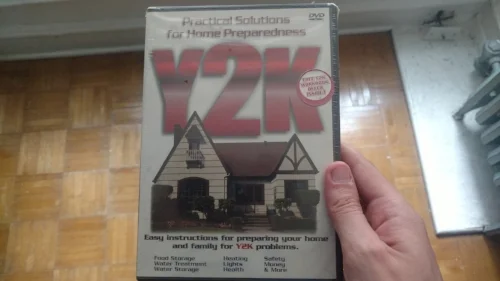 Practical Solutions
for Home Preparedness
DVD
Y2K
Easy instructions for preparing your home
and family for Y2K problems.
Food Storage Heating Safety
Water Treatment Lights Money
Water Storage Health & More